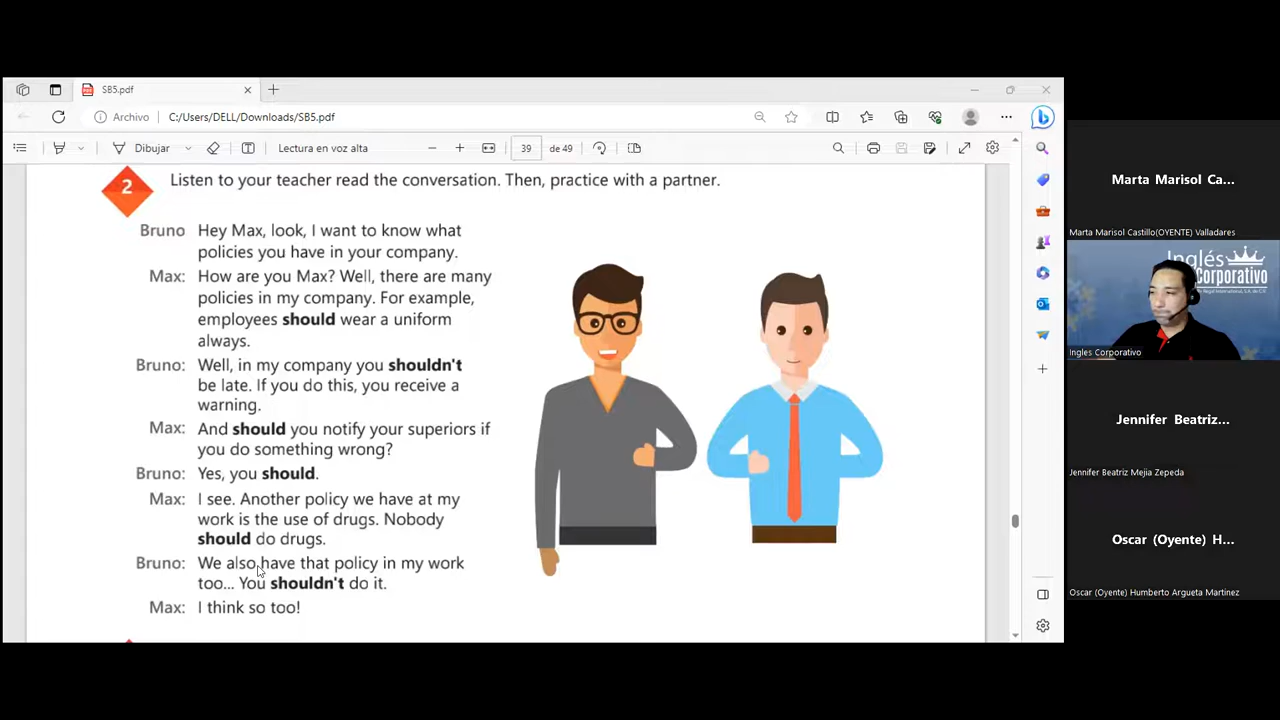 SB5.pdf
Archivo
C:/Users/DELL/Downloads/SB5.pdf
Dibujar
Lectura en voz alta
39
de 49
2
Listen to your teacher read the conversation. Then, practice with a partner.
Bruno Hey Max, look, I want to know what
policies you have in your company.
Max: How are you Max? Well, there are many
policies in my company. For example,
employees should wear a uniform
always.
Bruno: Well, in my company you shouldn't
be late. If you do this, you receive a
warning.
Max: And should you notify your superiors if
you do something wrong?
Bruno: Yes, you should.
Max: I see. Another policy we have at my
work is the use of drugs. Nobody
should do drugs.
Bruno: We also have that policy in my work
too... You shouldn't do it.
Max: I think so too!
Marta Marisol Ca...
Marta Marisol Castillo(OYENTE) Valladares
Inglés
Corporativo
Ingles Corporativo
Jennifer Beatriz...
Jennifer Beatriz Mejia Zepeda
Oscar (Oyente) H...
Oscar (Oyente) Humberto Argueta Martinez